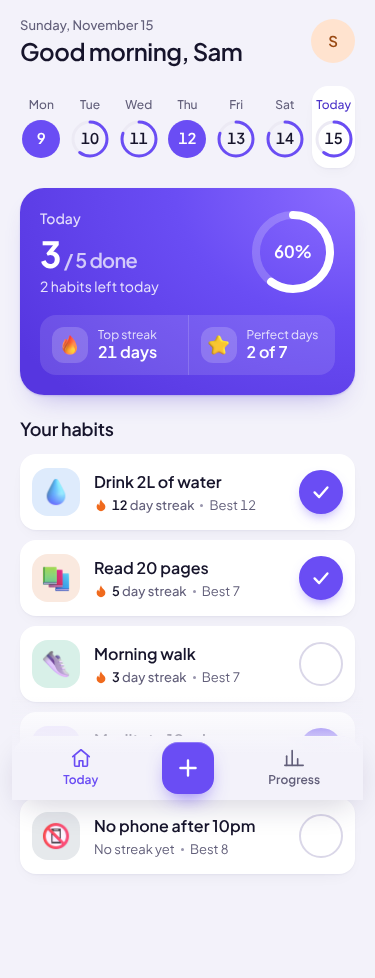 Sunday, November 15
Good morning, Sam
S
Mon Tue Wed Thu Fri Sat Today
9 10 11 12 13 14 15
Today
3 / 5 done
2 habits left today
60%
Top streak
21 days
Perfect days
2 of 7
Your habits
Drink 2L of water
12 day streak • Best 12
Read 20 pages
5 day streak • Best 7
Morning walk
3 day streak • Best 7
Today
Progress
No phone after 10pm
No streak yet • Best 8